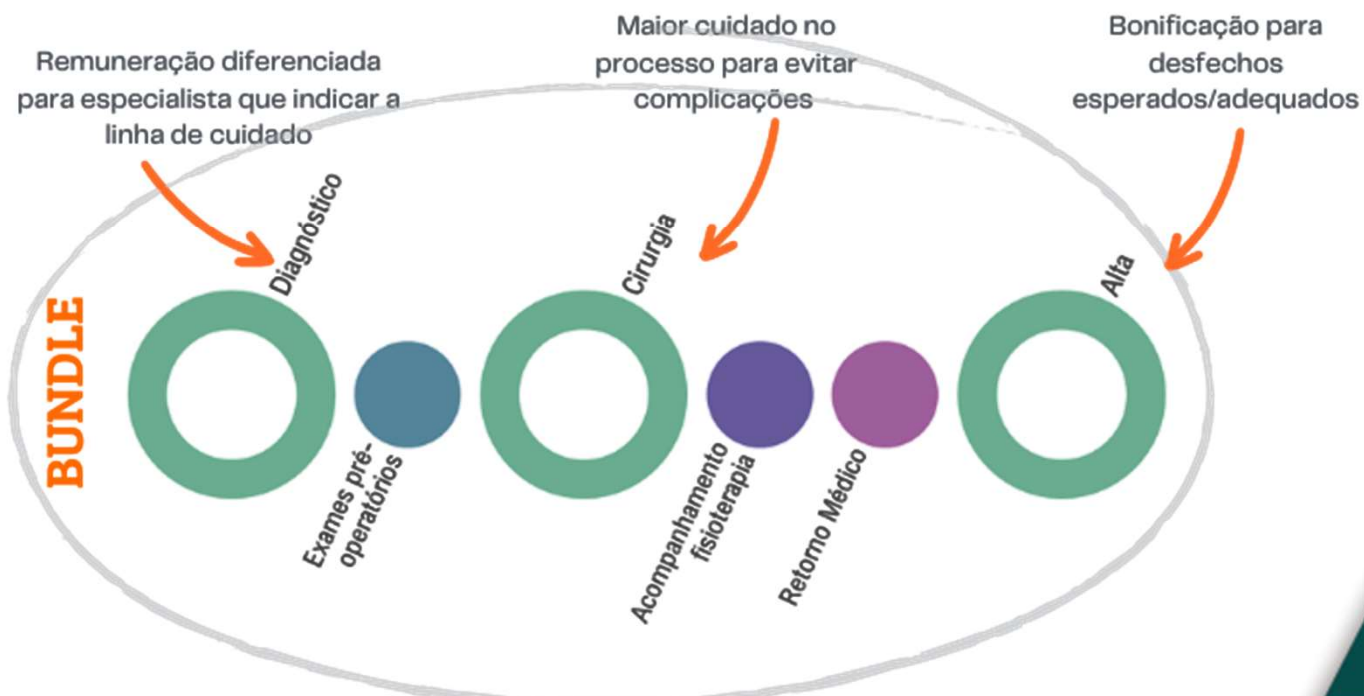 Remuneração diferenciada
para especialista que indicar a
linha de cuidado
Maior cuidado no
processo para evitar
complicações
Bonificação para
desfechos
esperados/adequados
BUNDLE
Diagnóstico
Exames pré-
operatórios
Cirurgia
Acompanhamento
fisioterapia
Retorno Médico
Alta